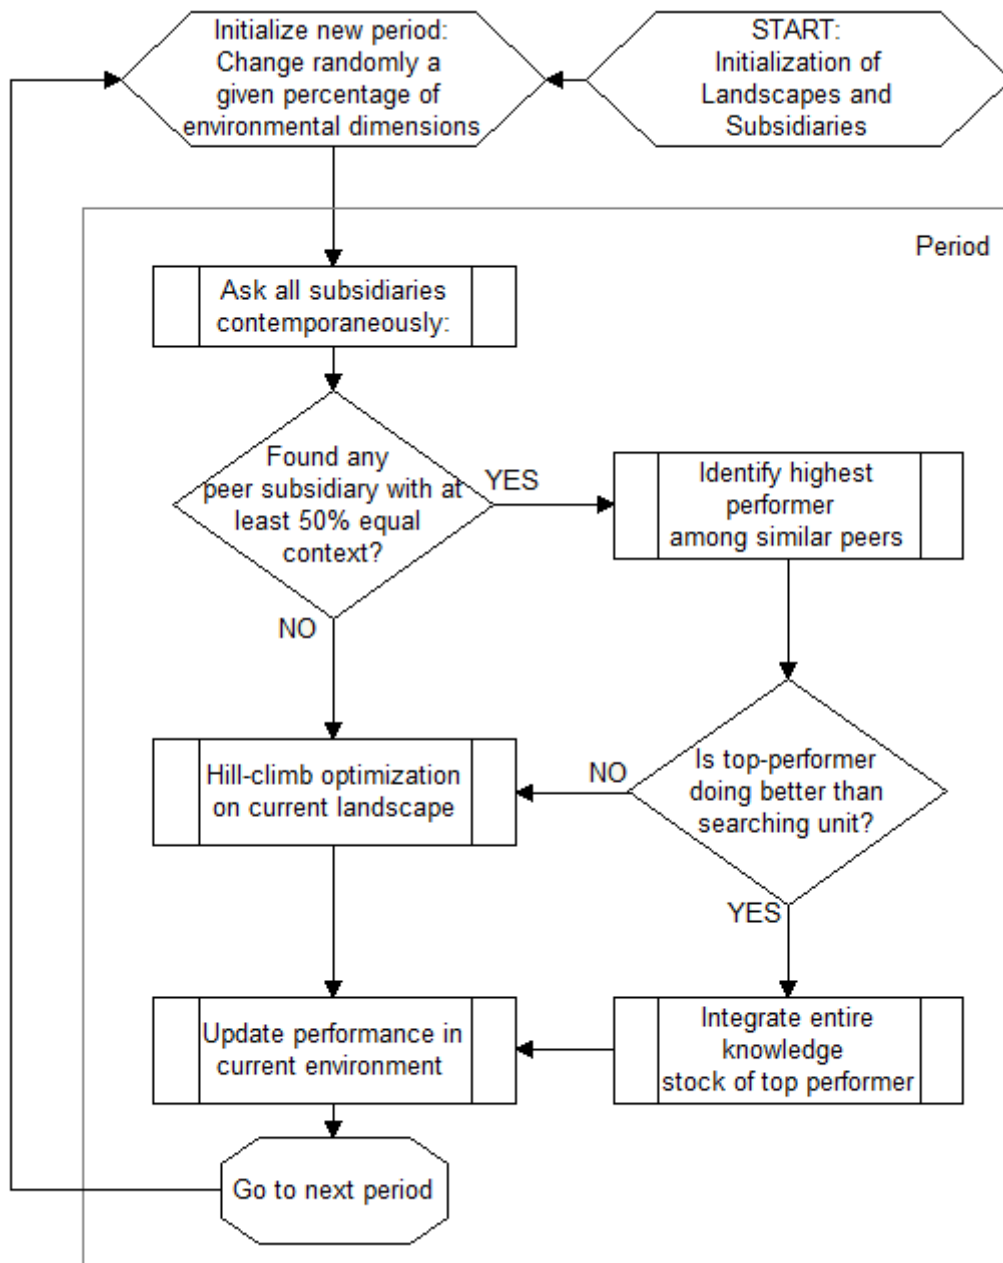 Initialize new period:
Change randomly a
given percentage of
environmental dimensions
START:
Initialization of
Landscapes and
Subsidiaries
Period
Ask all subsidiaries
contemporaneously:
Found any
peer subsidiary with at
least 50% equal
context?
YES
Identify highest
performer
among similar peers
NO
Hill-climb optimization
on current landscape
NO
Is top-performer
doing better than
searching unit?
YES
Update performance in
current environment
Integrate entire
knowledge
stock of top performer
Go to next period